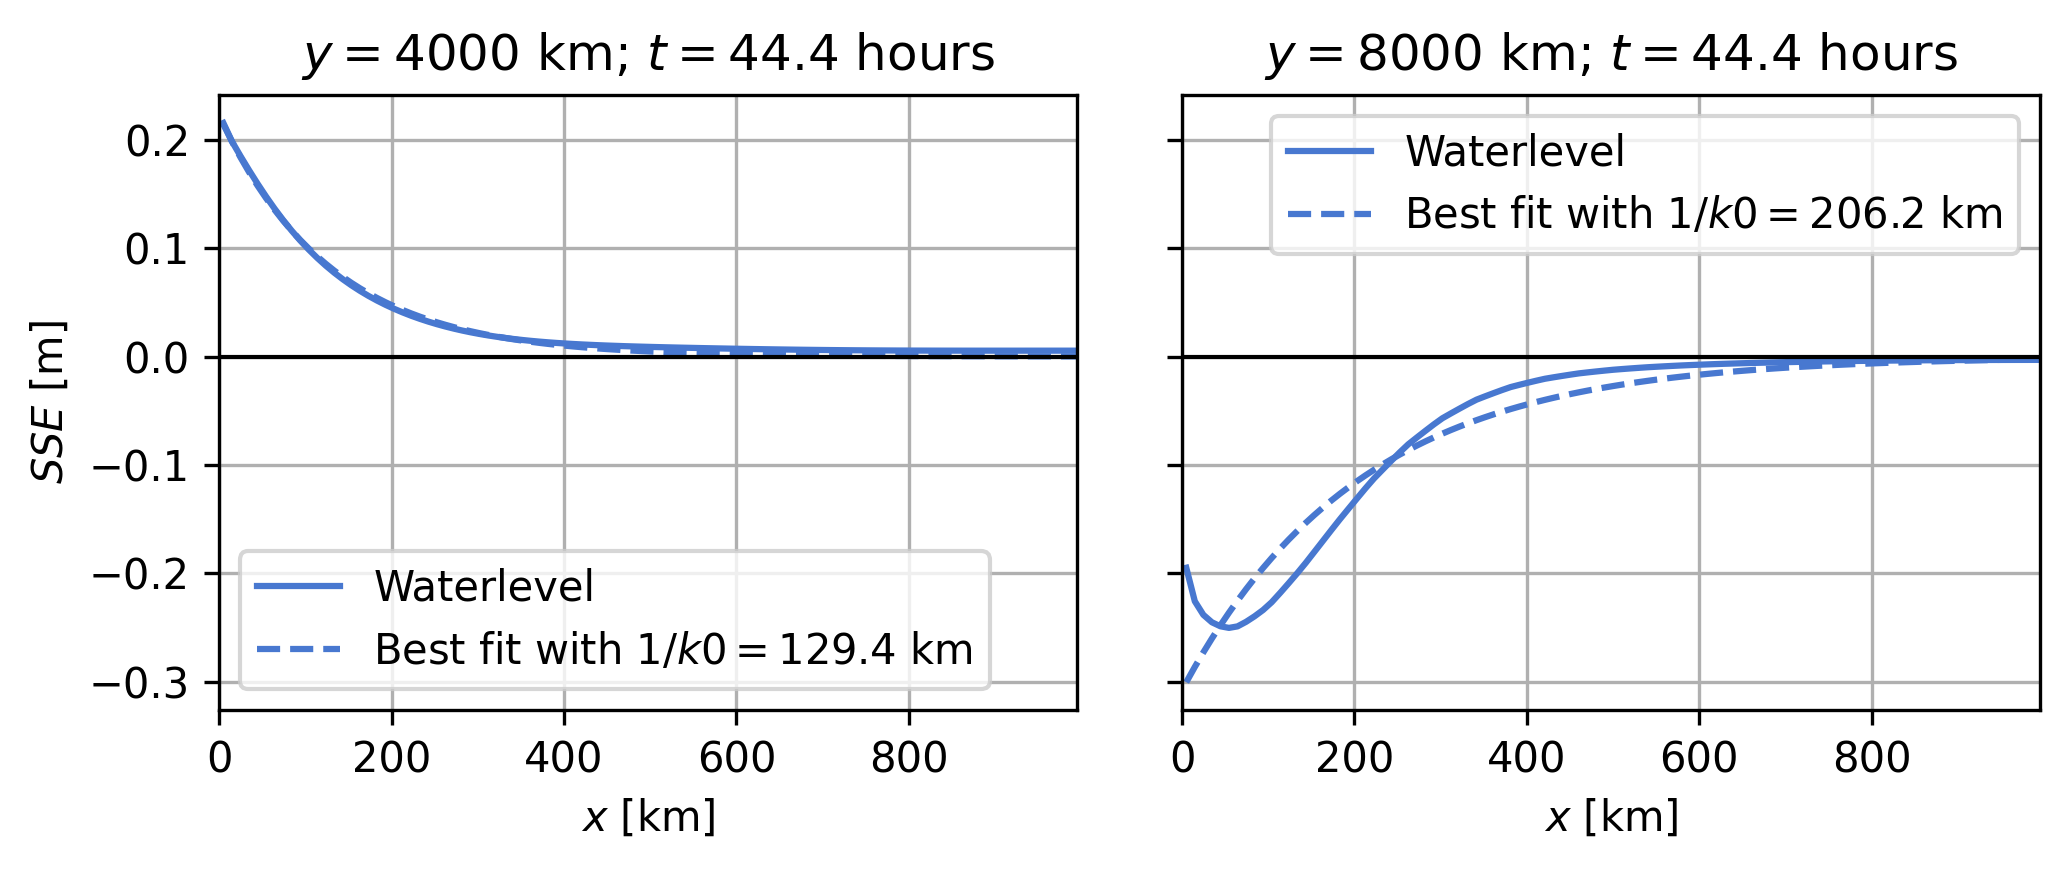 y = 4000 km; t = 44.4 hours
SSE [m]
0.2
0.1
0.0
−0.1
−0.2
−0.3
Waterlevel
Best fit with 1/k0 = 129.4 km
0 200 400 600 800
x [km]
y = 8000 km; t = 44.4 hours
Waterlevel
Best fit with 1/k0 = 206.2 km
0 200 400 600 800
x [km]